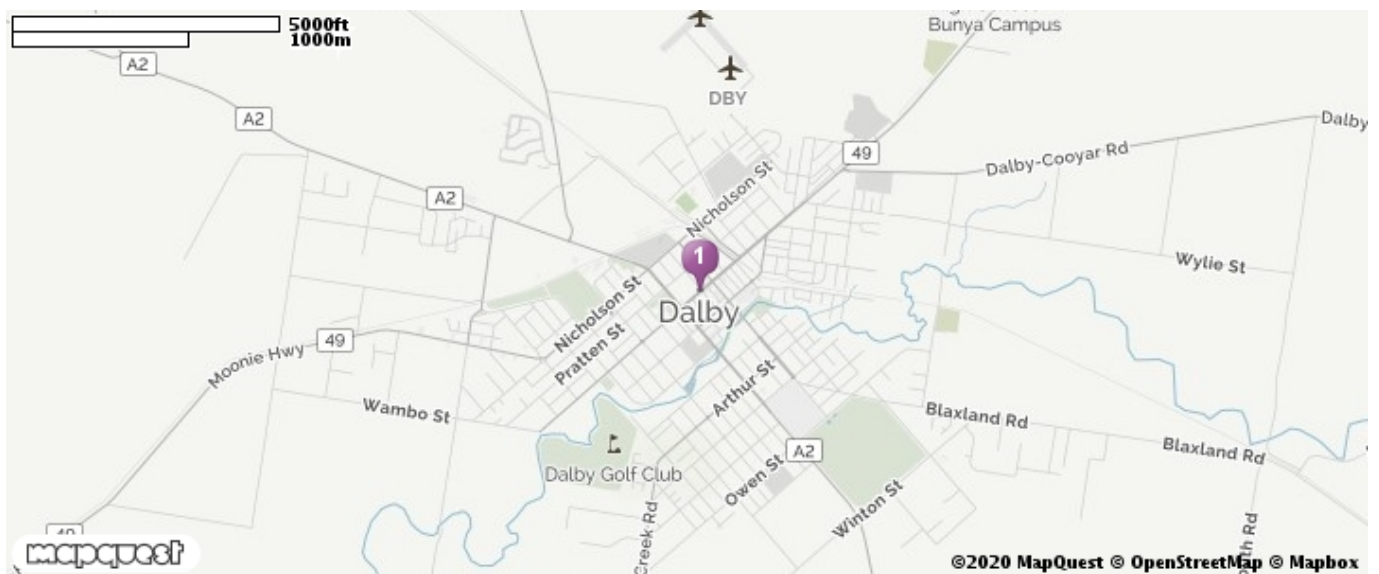 5000ft
1000m
Bunya Campus
A2
A2
DBY
Dalby
49
Dalby-Cooyar Rd
A2
Nicholson St
1
Wylie St
Dalby
Nicholson St
Pratten St
49
Moonie Hwy
Arthur St
Wambo St
Blaxland Rd
Blaxland Rd
A2
Dalby Golf Club
Owen St
Winton St
Creek Rd
49
mapquest
©2020 MapQuest © OpenStreetMap © Mapbox